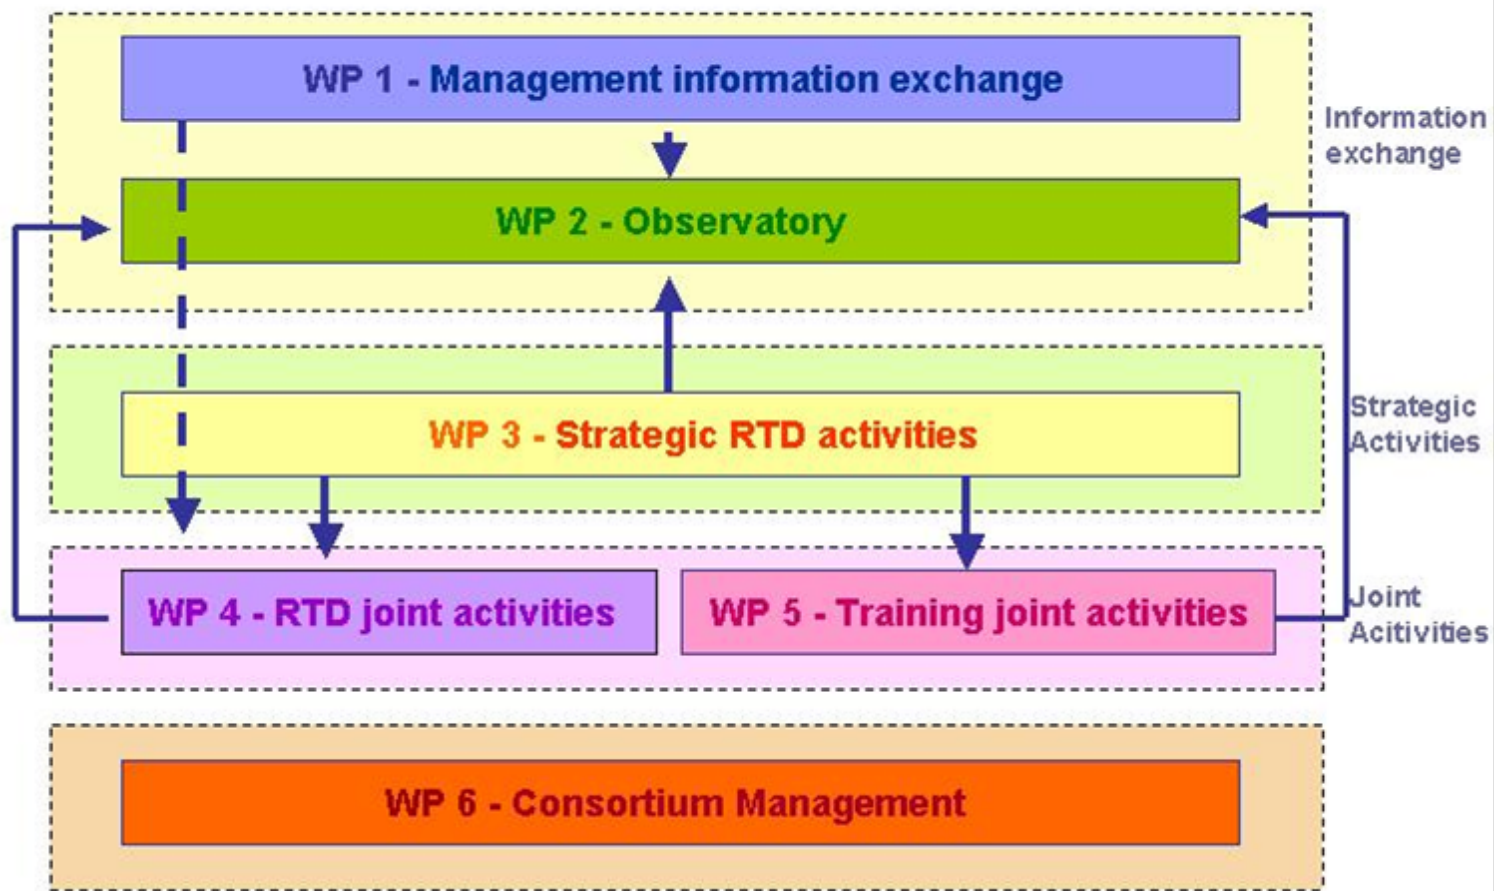 WP 1 - Management information exchange
Information
exchange
WP 2 - Observatory
WP 3 - Strategic RTD activities
Strategic
Activities
WP 4 - RTD joint activities
WP 5 - Training joint activities
Joint
Acitivities
WP 6 - Consortium Management